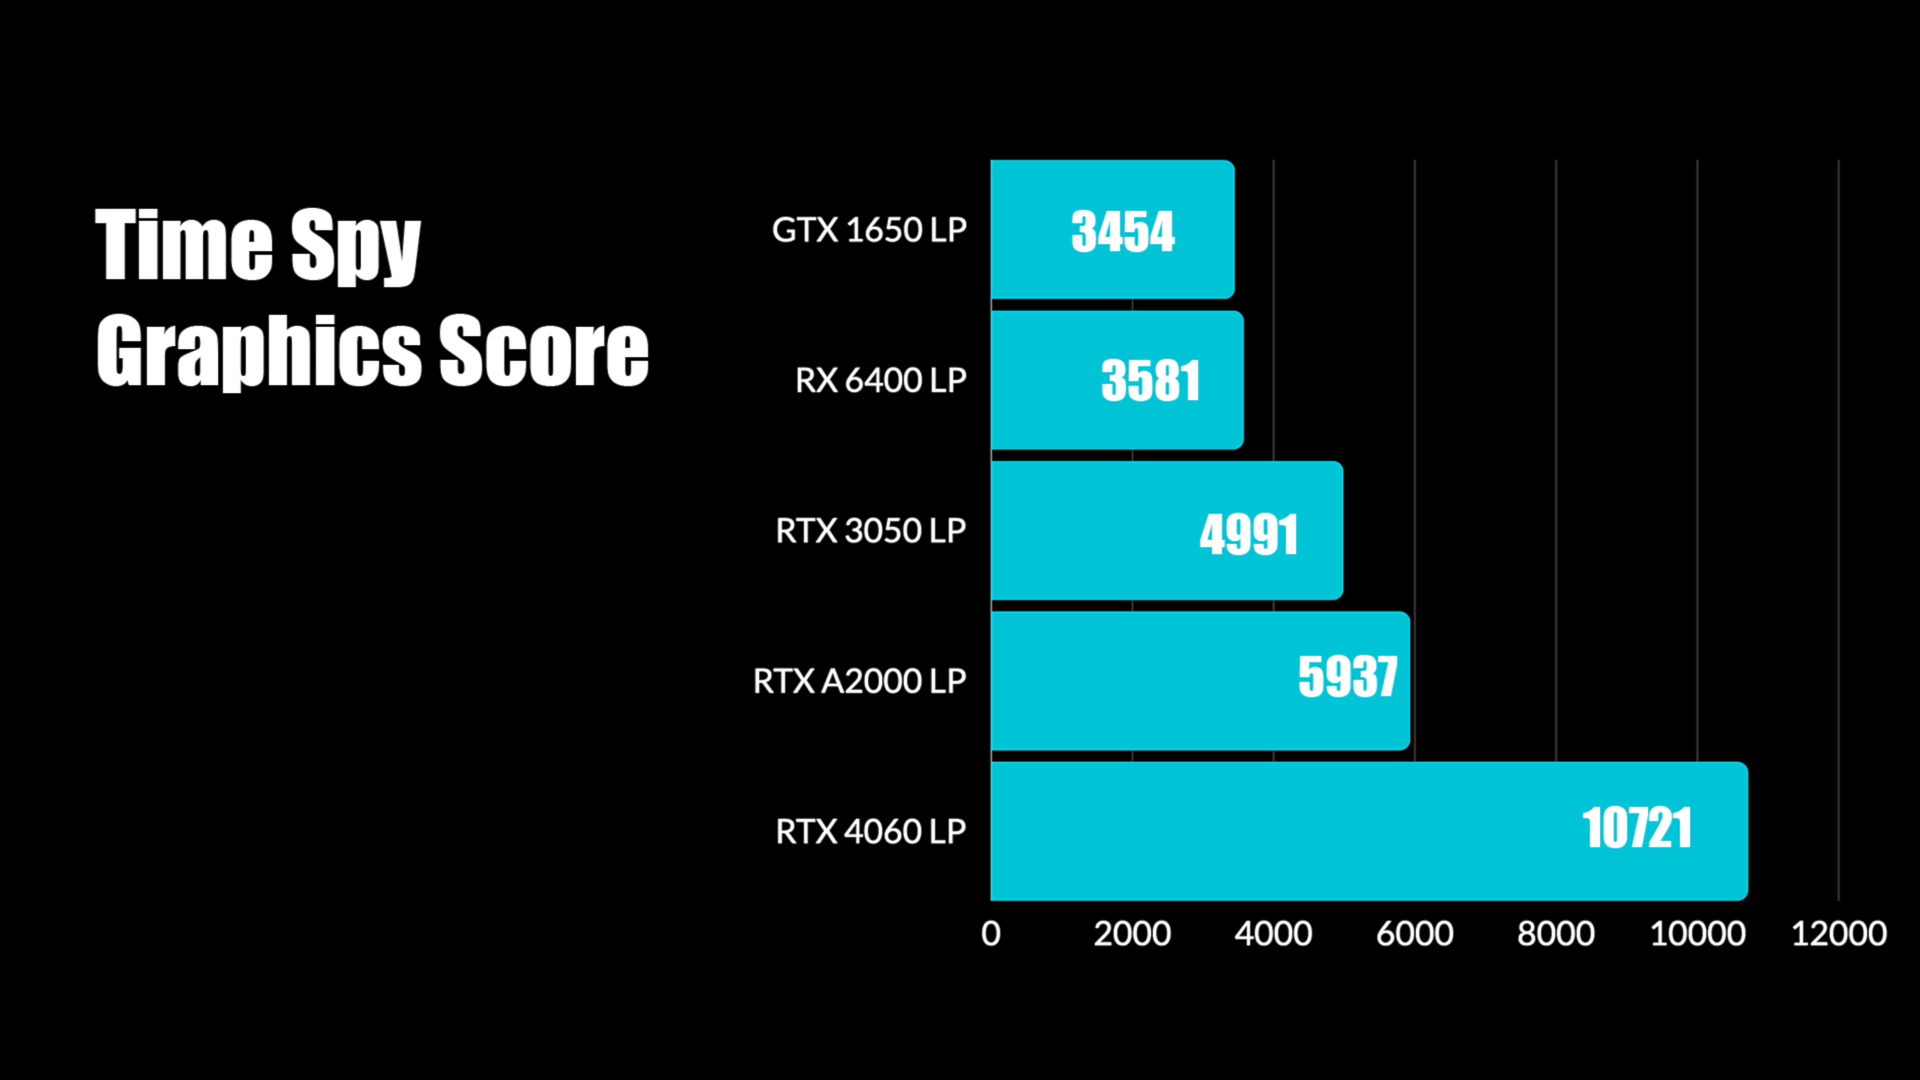 Time Spy
Graphics Score
GTX 1650 LP 3454
RX 6400 LP 3581
RTX 3050 LP 4991
RTX A2000 LP 5937
RTX 4060 LP 10721
0 2000 4000 6000 8000 10000 12000